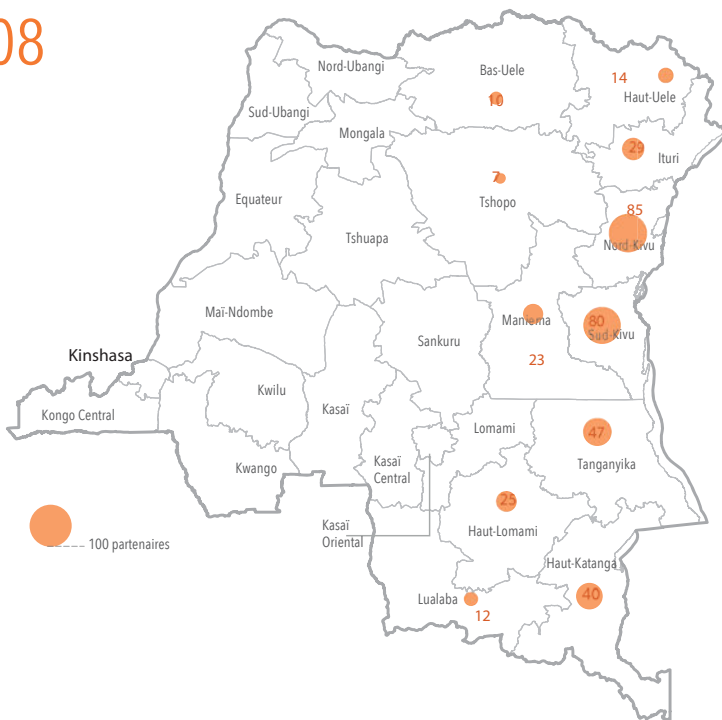 08
Nord-Ubangi
Bas-Uele
14
10
Haut-Uele
Sud-Ubangi
Mongala
29
Ituri
7
Equateur
Tshopo
85
Tshuapa
Nord-Kivu
Maï-Ndombe
Maniema
80
Sud-Kivu
Sankuru
Kinshasa
23
Kwilu
Kasaï
Kongo Central
Lomami
47
Kwango
Kasaï
Central
Tanganyika
25
Kasaï
Oriental
Haut-Lomami
100 partenaires
Haut-Katanga
Lualaba
40
12